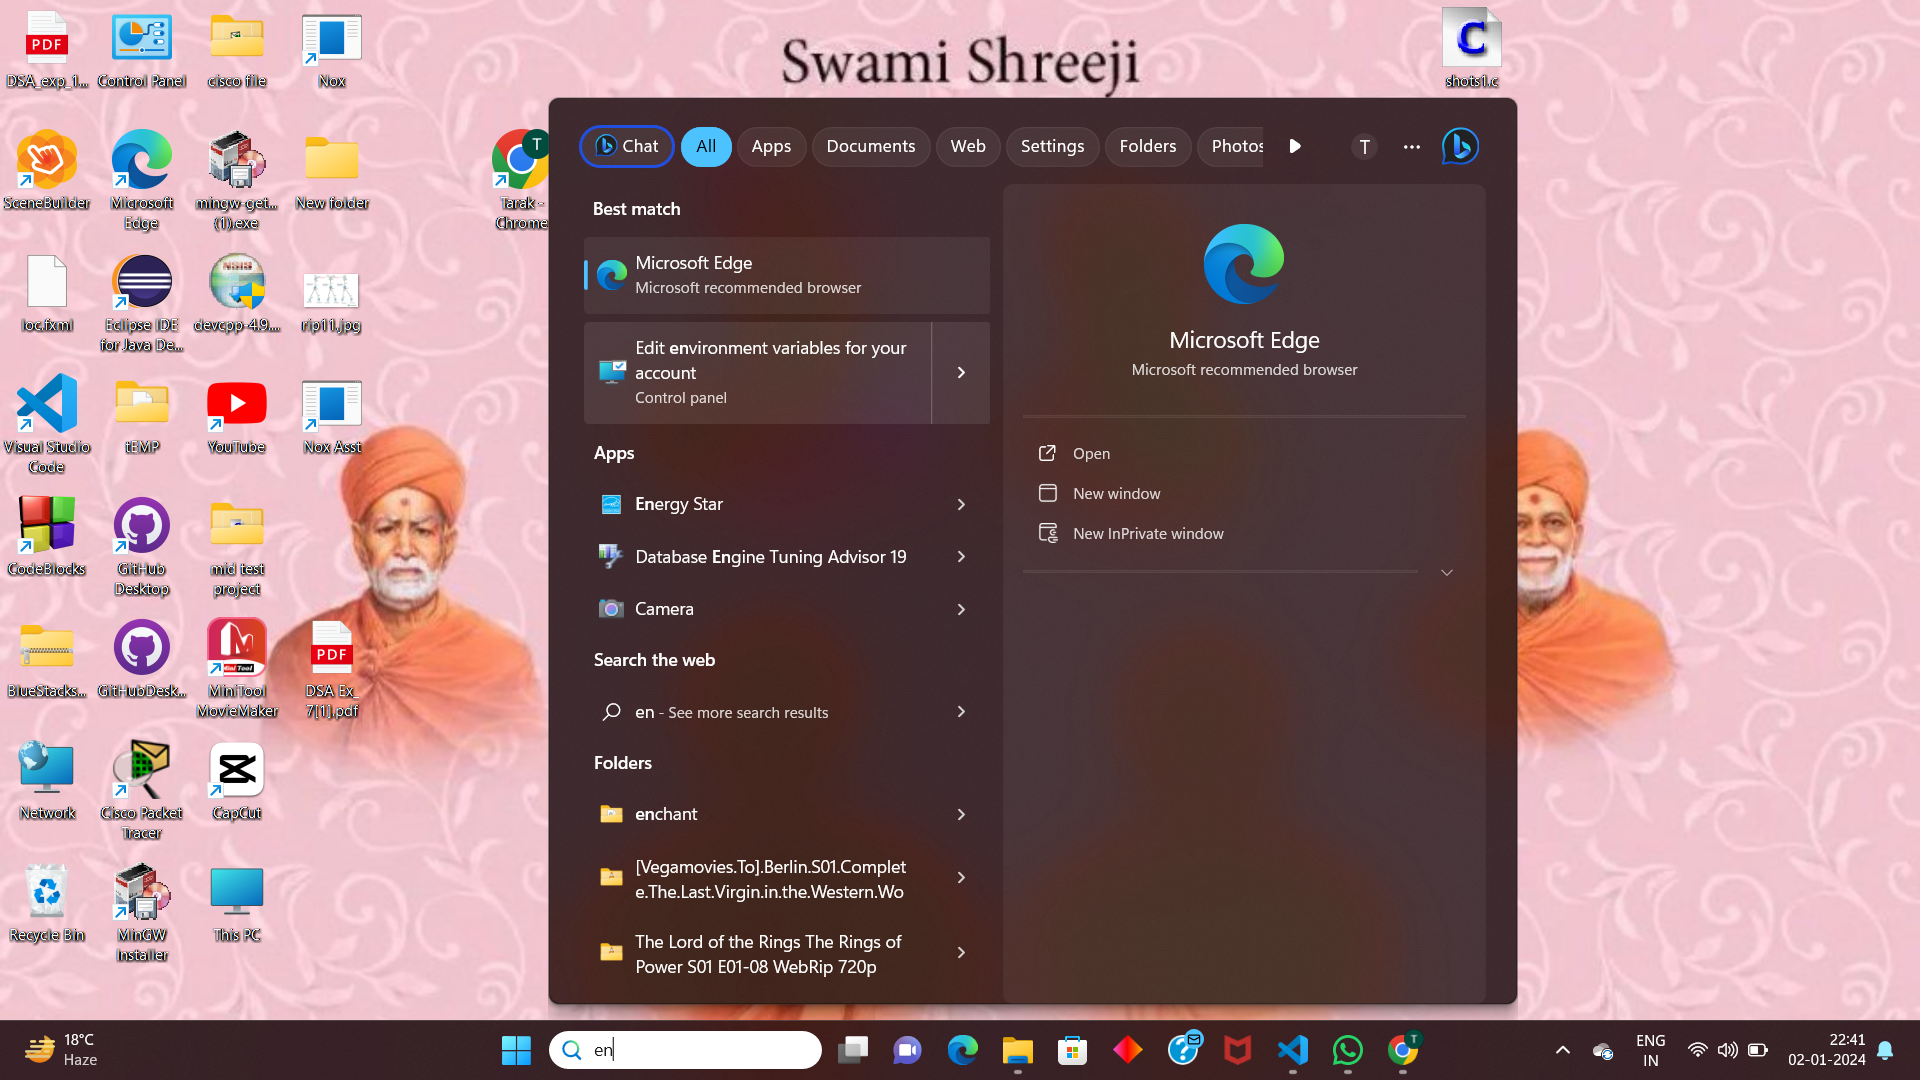 Swami Shreeji
DSA_exp_1...
Control Panel
cisco file
Nox
shots1.c
SceneBuilder
Microsoft
Edge
mingw-get...
(1).exe
New folder
Tarak -
Chrome
loc.fxml
Eclipse IDE
for Java De...
devcpp-4.9....
rip11.jpg
Visual Studio
Code
tEMP
YouTube
Nox Asst
CodeBlocks
GitHub
Desktop
mid test
project
BlueStacks...
GitHubDesk...
MiniTool
MovieMaker
DSA Ex_
7[1].pdf
Network
Cisco Packet
Tracer
CapCut
Recycle Bin
MinGW
Installer
This PC
Chat All Apps Documents Web Settings Folders Photos T
Best match
Microsoft Edge
Microsoft recommended browser
Edit environment variables for your
account
Control panel
Apps
Energy Star
Database Engine Tuning Advisor 19
Camera
Search the web
en - See more search results
Folders
enchant
[Vegamovies.To].Berlin.S01.Complet
e.The.Last.Virgin.in.the.Western.Wo
The Lord of the Rings The Rings of
Power S01 E01-08 WebRip 720p
Microsoft Edge
Microsoft recommended browser
Open
New window
New InPrivate window
18°C
Haze
en
ENG
IN
22:41
02-01-2024